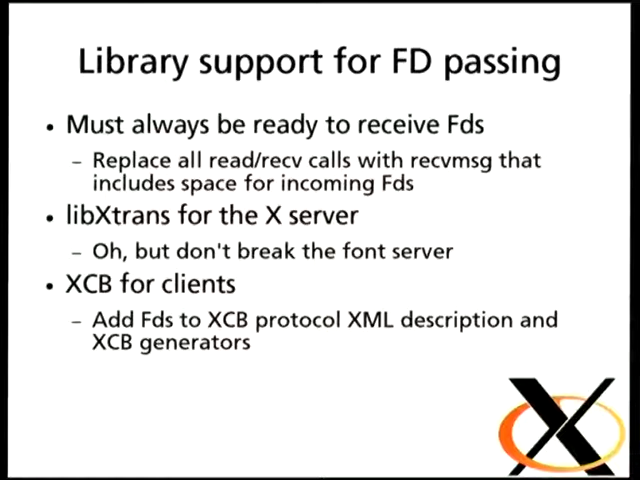 Library support for FD passing
• Must always be ready to receive Fds
– Replace all read/recv calls with recvmsg that
includes space for incoming Fds
• libXtrans for the X server
– Oh, but don't break the font server
• XCB for clients
– Add Fds to XCB protocol XML description and
XCB generators